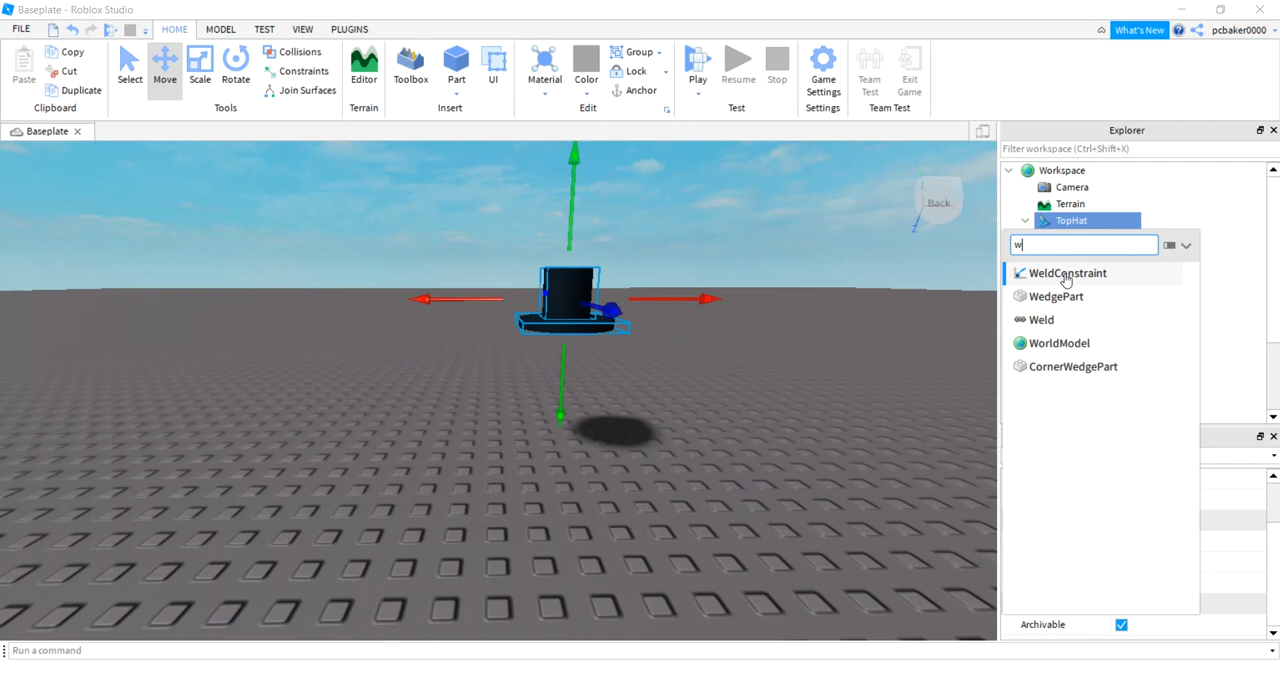 Baseplate - Roblox Studio
FILE HOME MODEL TEST VIEW PLUGINS What's New pcbaker0000
Paste Copy Cut Duplicate Clipboard
Select Move Scale Rotate Collisions Constraints Join Surfaces Tools
Editor Terrain
Toolbox Part UI Insert
Material Color Group Lock Anchor Edit
Play Resume Stop Test
Game Settings Settings
Team Test Exit Game Team Test
Baseplate
Explorer
Filter workspace (Ctrl+Shift+X)
Workspace
Camera
Terrain
TopHat
w
WeldConstraint
WedgePart
Weld
WorldModel
CornerWedgePart
Back
Z
Archivable
Run a command